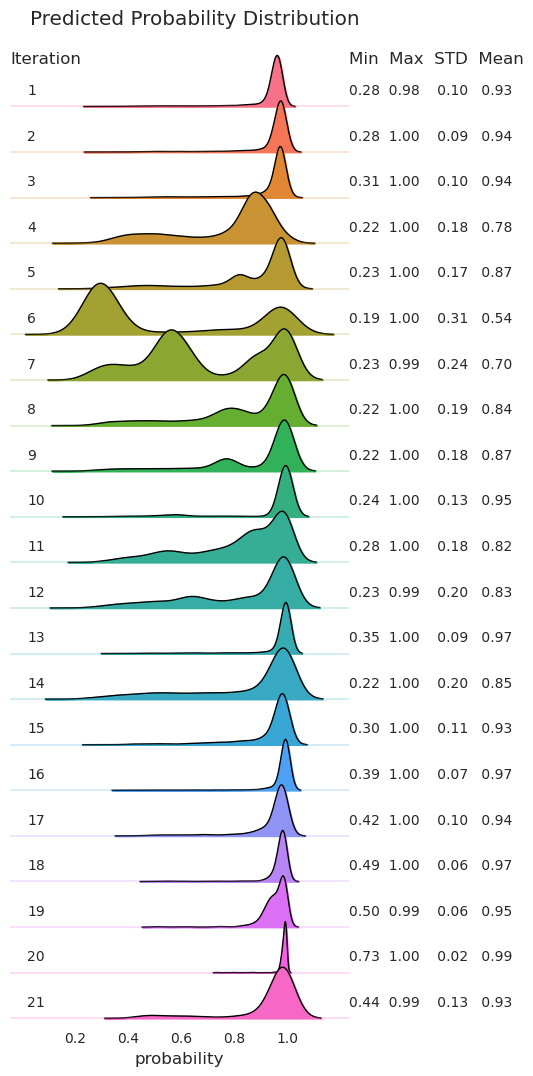 Predicted Probability Distribution
Iteration Min Max STD Mean
1 0.28 0.98 0.10 0.93
2 0.28 1.00 0.09 0.94
3 0.31 1.00 0.10 0.94
4 0.22 1.00 0.18 0.78
5 0.23 1.00 0.17 0.87
6 0.19 1.00 0.31 0.54
7 0.23 0.99 0.24 0.70
8 0.22 1.00 0.19 0.84
9 0.22 1.00 0.18 0.87
10 0.24 1.00 0.13 0.95
11 0.28 1.00 0.18 0.82
12 0.23 0.99 0.20 0.83
13 0.35 1.00 0.09 0.97
14 0.22 1.00 0.20 0.85
15 0.30 1.00 0.11 0.93
16 0.39 1.00 0.07 0.97
17 0.42 1.00 0.10 0.94
18 0.49 1.00 0.06 0.97
19 0.50 0.99 0.06 0.95
20 0.73 1.00 0.02 0.99
21 0.44 0.99 0.13 0.93
0.2 0.4 0.6 0.8 1.0
probability